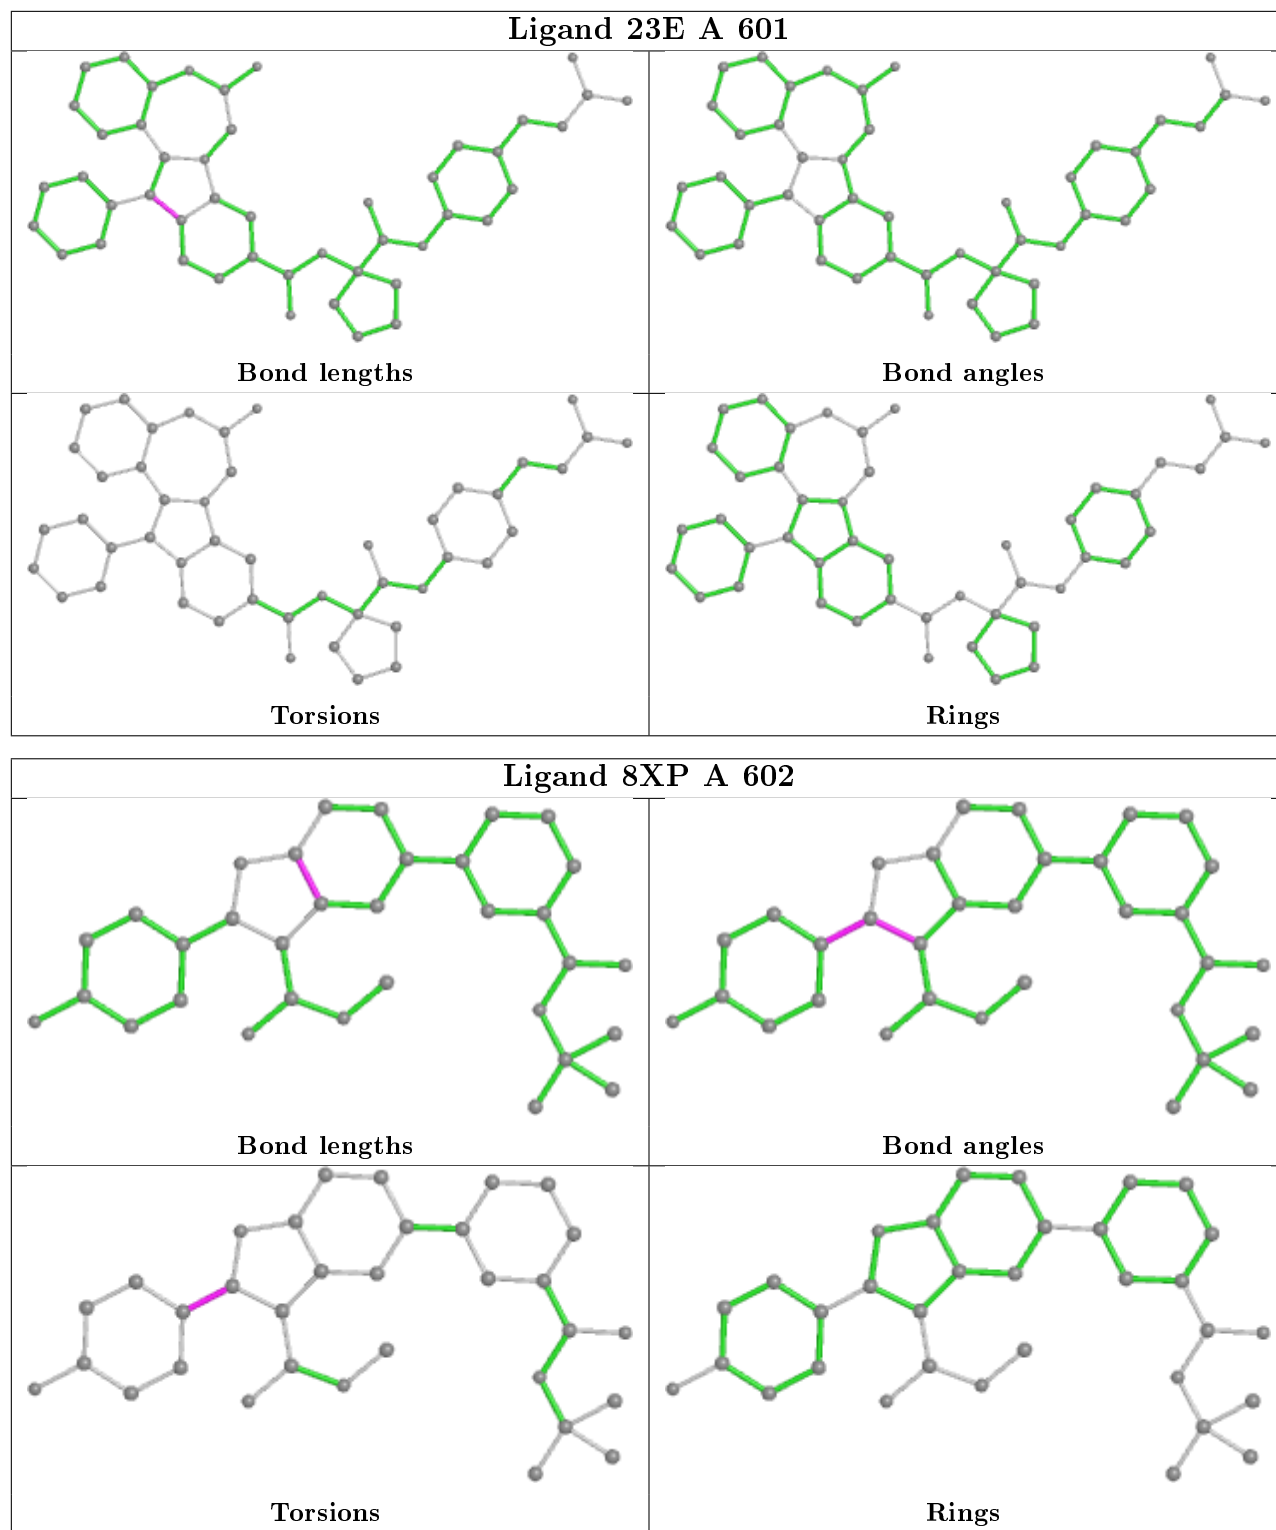 Ligand 23E A 601
Bond lengths
Bond angles
Torsions
Rings
Ligand 8XP A 602
Bond lengths
Bond angles
Torsions
Rings